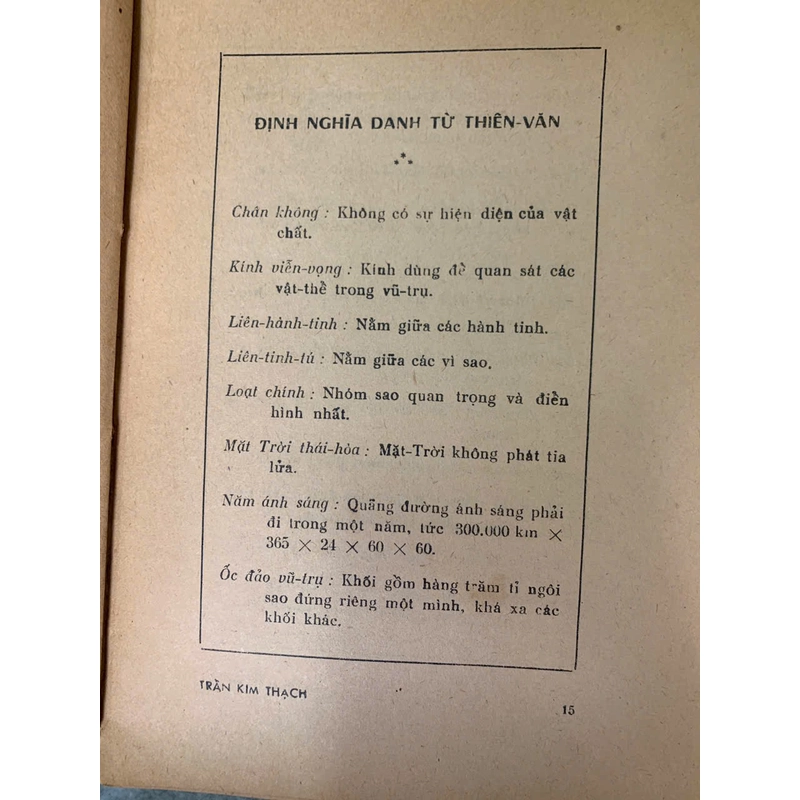 ĐỊNH NGHĨA DANH TỪ THIÊN-VĂN
Chân không : Không có sự hiện diện của vật
chất.
Kính viễn-vọng : Kính dùng để quan sát các
vật-thể trong vũ-trụ.
Liên-hành-tinh : Nằm giữa các hành tinh.
Liên-tinh-tú : Nằm giữa các vì sao.
Loạt chính : Nhóm sao quan trọng và điển
hình nhất.
Mặt Trời thái-hòa : Mặt-Trời không phát tia
lửa.
Năm ánh sáng : Quãng đường ánh sáng phải
đi trong một năm, tức 300.000 km ×
365 × 24 × 60 × 60.
Ốc đảo vũ-trụ : Khối gồm hàng trăm tỉ ngôi
sao đứng riêng một mình, khá xa các
khối khác.
TRẦN KIM THẠCH
15